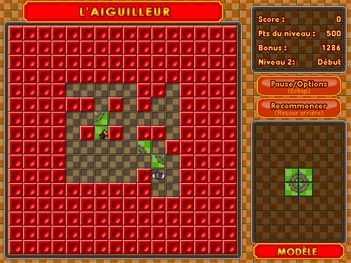 L'AIGUILLEUR
Score : 0
Pts du niveau : 500
Bonus : 1286
Niveau 2: Début
Pause/Options
(Echap)
Recommencer
(Retour arrière)
MODÈLE